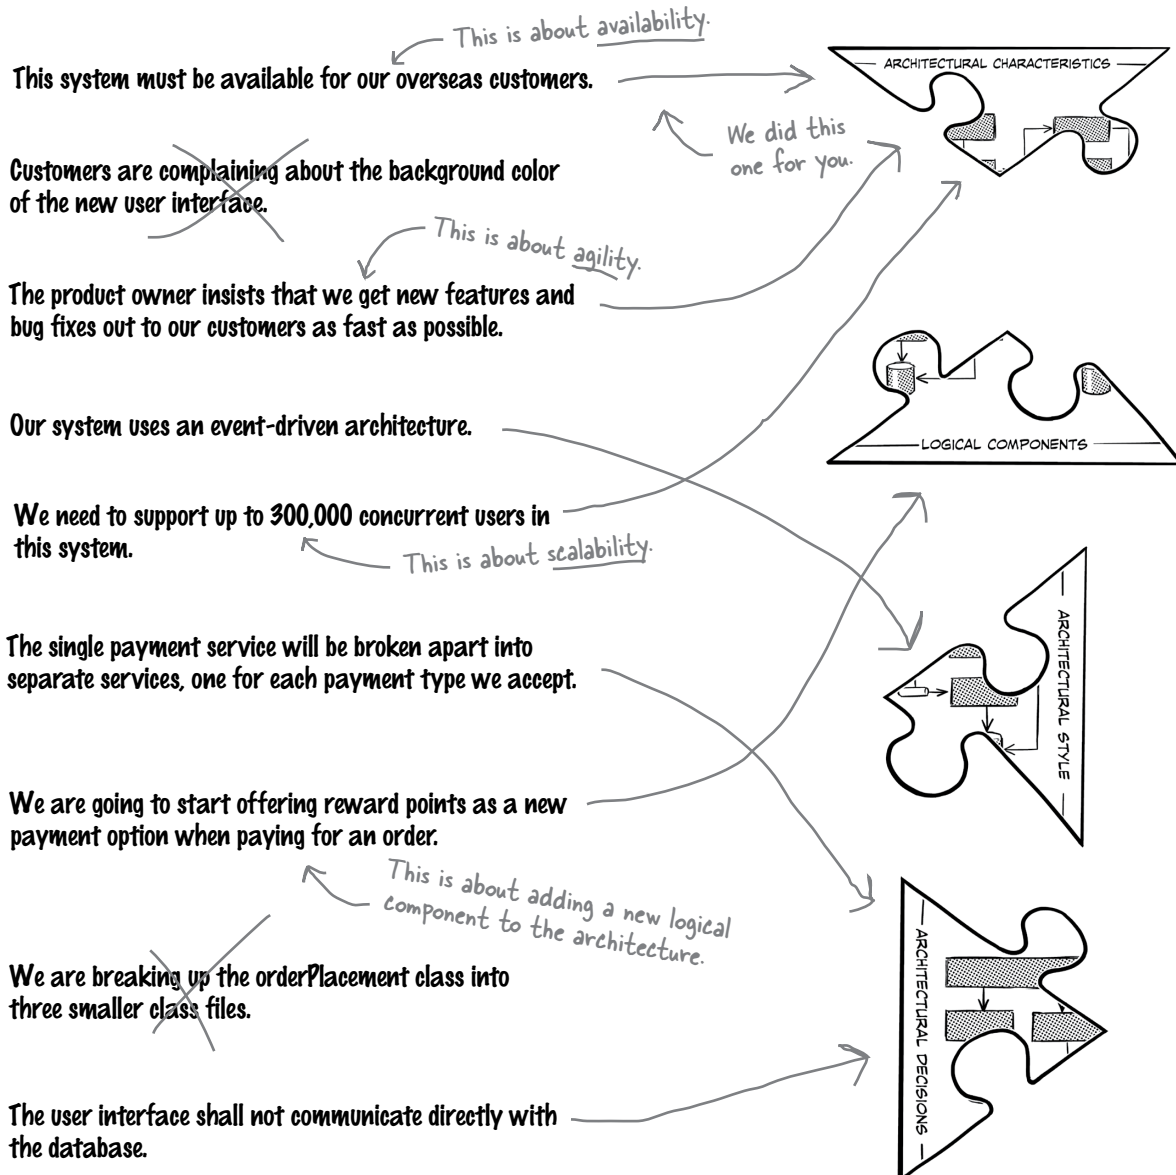 This is about availability.
This system must be available for our overseas customers.
ARCHITECTURAL CHARACTERISTICS
We did this
one for you.
Customers are complaining about the background color
of the new user interface.
This is about agility.
The product owner insists that we get new features and
bug fixes out to our customers as fast as possible.
Our system uses an event-driven architecture.
LOGICAL COMPONENTS
We need to support up to 300,000 concurrent users in
this system.
This is about scalability.
The single payment service will be broken apart into
separate services, one for each payment type we accept.
ARCHITECTURAL STYLE
We are going to start offering reward points as a new
payment option when paying for an order.
This is about adding a new logical
component to the architecture.
We are breaking up the orderPlacement class into
three smaller class files.
ARCHITECTURAL DECISIONS
The user interface shall not communicate directly with
the database.